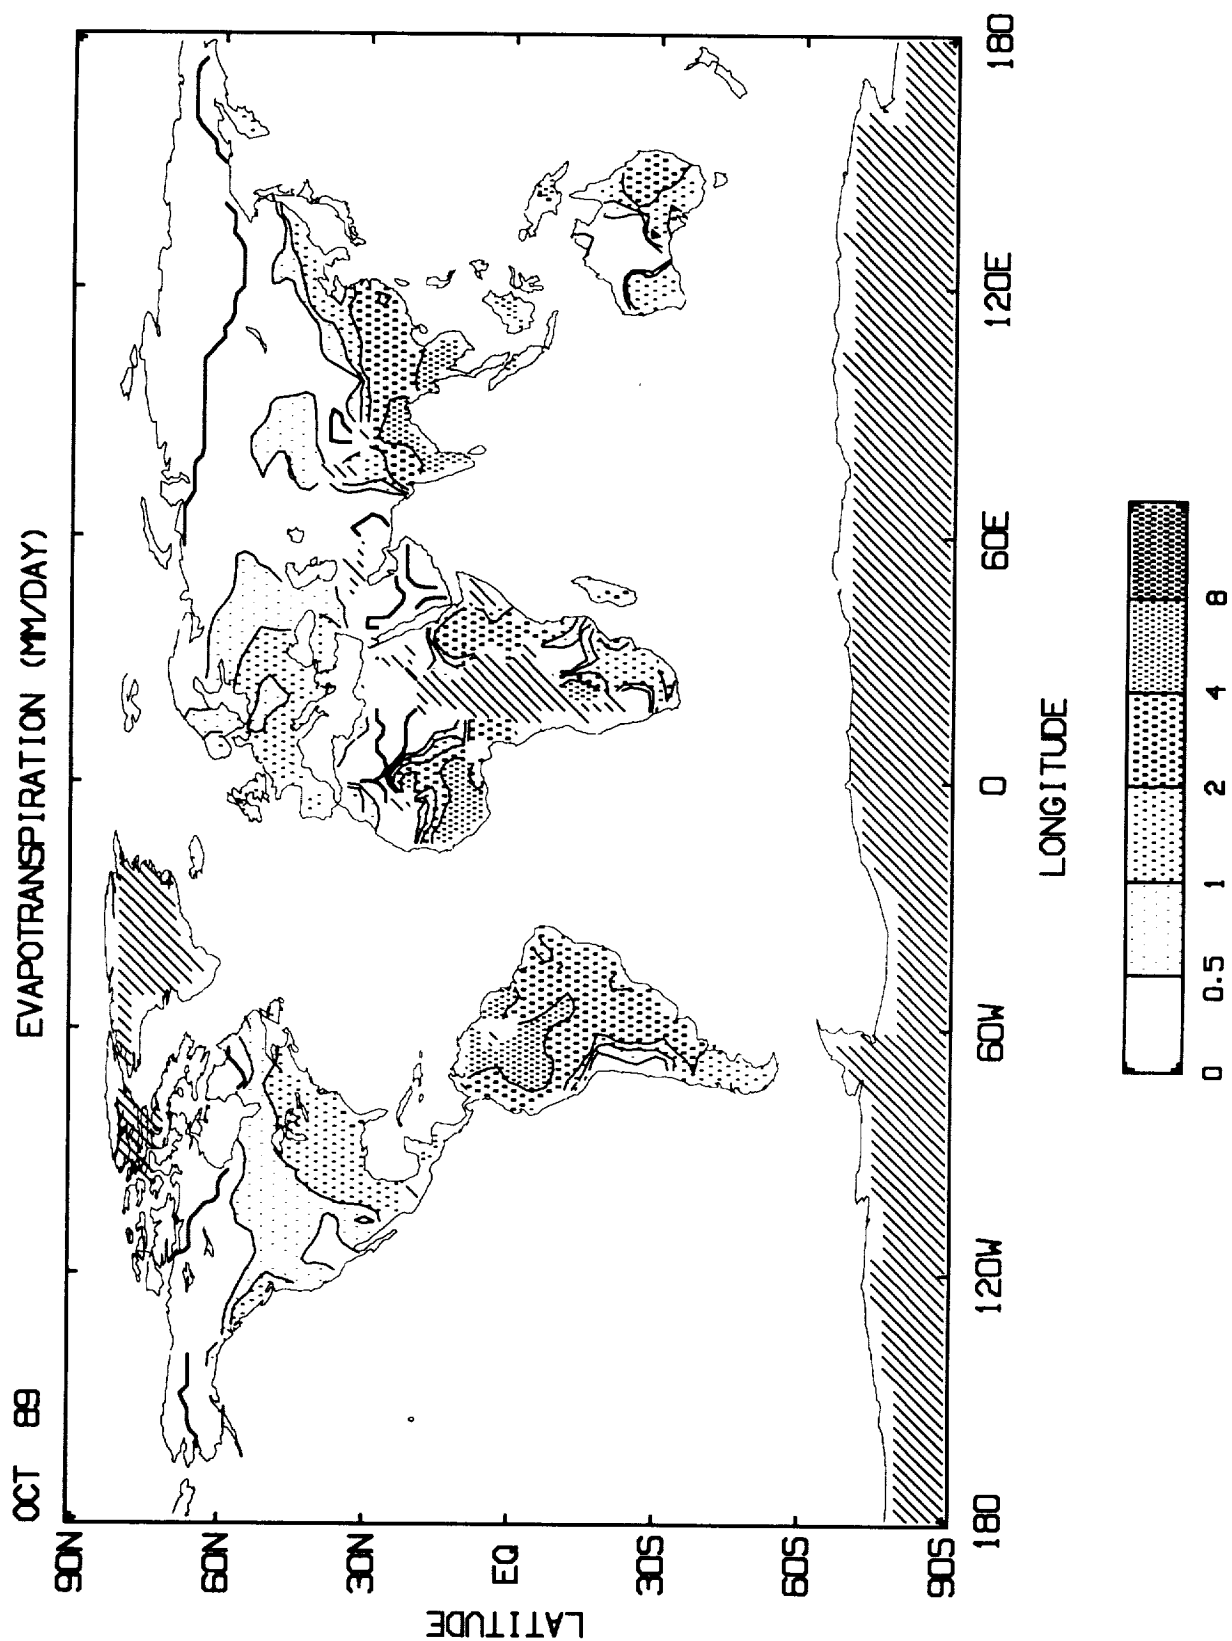 OCT 89 EVAPOTRANSPIRATION (MM/DAY)
90N
60N
30N
EQ
30S
60S
90S
LATITUDE
180 120W 60W 0 60E 120E 180
LONGITUDE
0 0.5 1 2 4 8